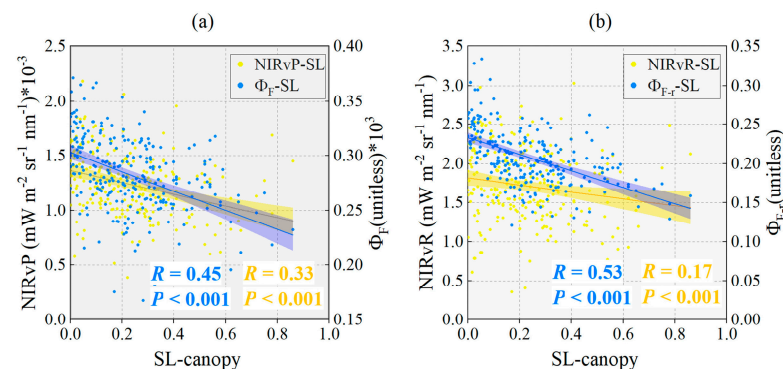 (a)
NIRvP-SL
ΦF-SL
2.5
2.0
1.5
1.0
0.5
0.0
NIRvP (mW m-2 sr-1 nm-1)*10-3
0.40
0.35
0.30
0.25
0.20
0.15
ΦF(unitless)*103
R = 0.45 R = 0.33
P < 0.001 P < 0.001
0.0 0.2 0.4 0.6 0.8 1.0
SL-canopy
(b)
NIRvR-SL
ΦF-r-SL
3.5
3.0
2.5
2.0
1.5
1.0
0.5
0.0
NIRvR (mW m-2 sr-1 nm-1)
0.35
0.30
0.25
0.20
0.15
0.10
0.05
0.00
ΦF-r(unitless)
R = 0.53 R = 0.17
P < 0.001 P < 0.001
0.0 0.2 0.4 0.6 0.8 1.0
SL-canopy